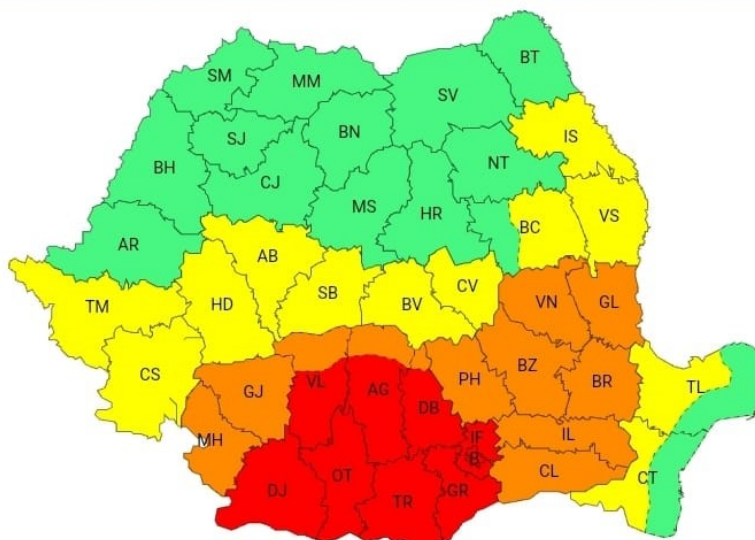 BT
SM
MM
SV
SJ
BN
IS
BH
CJ
NT
MS
HR
BC
VS
AR
AB
TM
HD
SB
BV
CV
VN
GL
CS
GJ
VL
AG
DB
PH
BZ
BR
TL
MH
IF
IL
B
DJ
OT
TR
GR
CL
CT